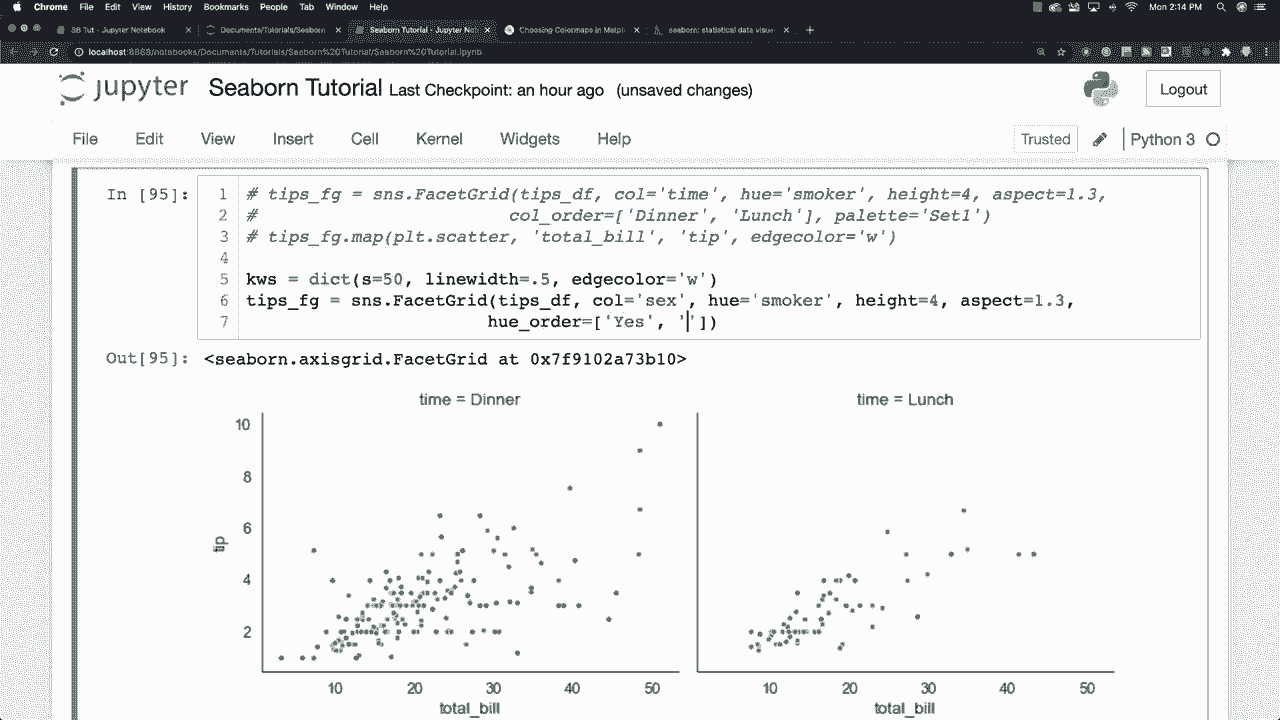 Chrome File Edit View History Bookmarks People Tab Window Help Mon 2:14 PM
SB Tut - Jupyter Notebook Documents/Tutorials/Seaborn Seaborn Tutorial - Jupyter Not Choosing Colormaps in Matpl seaborn: statistical data visu
localhost:8888/notebooks/Documents/Tutorials/Seaborn%20Tutorial/Seaborn%20Tutorial.ipynb
jupyter Seaborn Tutorial Last Checkpoint: an hour ago (unsaved changes) Logout
File Edit View Insert Cell Kernel Widgets Help Trusted Python 3
In [95]: 1 # tips_fg = sns.FacetGrid(tips_df, col='time', hue='smoker', height=4, aspect=1.3,
2 # col_order=['Dinner', 'Lunch'], palette='Set1')
3 # tips_fg.map(plt.scatter, 'total_bill', 'tip', edgecolor='w')
4
5 kws = dict(s=50, linewidth=.5, edgecolor='w')
6 tips_fg = sns.FacetGrid(tips_df, col='sex', hue='smoker', height=4, aspect=1.3,
7 hue_order=['Yes', ''])
Out[95]: <seaborn.axisgrid.FacetGrid at 0x7f9102a73b10>
time = Dinner time = Lunch
10
8
6
tip
4
2
10 20 30 40 50 10 20 30 40 50
total_bill total_bill